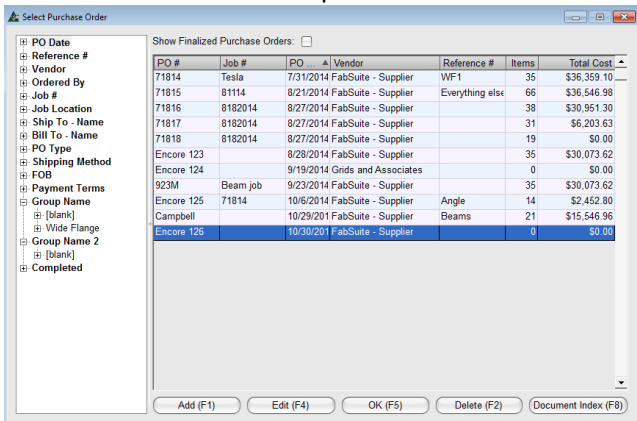 Select Purchase Order
PO Date
Reference #
Vendor
Ordered By
Job #
Job Location
Ship To - Name
Bill To - Name
PO Type
Shipping Method
FOB
Payment Terms
Group Name
[blank]
Wide Flange
Group Name 2
[blank]
Completed
Show Finalized Purchase Orders:
PO # Job # PO ... Vendor Reference # Items Total Cost
71814 Tesla 7/31/2014 FabSuite - Supplier WF1 35 $36,359.10
71815 81114 8/21/2014 FabSuite - Supplier Everything else 66 $36,546.98
71816 8182014 8/27/2014 FabSuite - Supplier 38 $30,951.30
71817 8182014 8/27/2014 FabSuite - Supplier 31 $6,203.63
71818 8182014 8/27/2014 FabSuite - Supplier 19 $0.00
Encore 123 8/28/2014 FabSuite - Supplier 35 $30,073.62
Encore 124 9/19/2014 Grids and Associates 0 $0.00
923M Beam job 9/23/2014 FabSuite - Supplier 35 $30,073.62
Encore 125 71814 10/6/2014 FabSuite - Supplier Angle 14 $2,452.80
Campbell 10/29/201 FabSuite - Supplier Beams 21 $15,546.96
Encore 126 10/30/201 FabSuite - Supplier 0 $0.00
Add (F1) Edit (F4) OK (F5) Delete (F2) Document Index (F8)